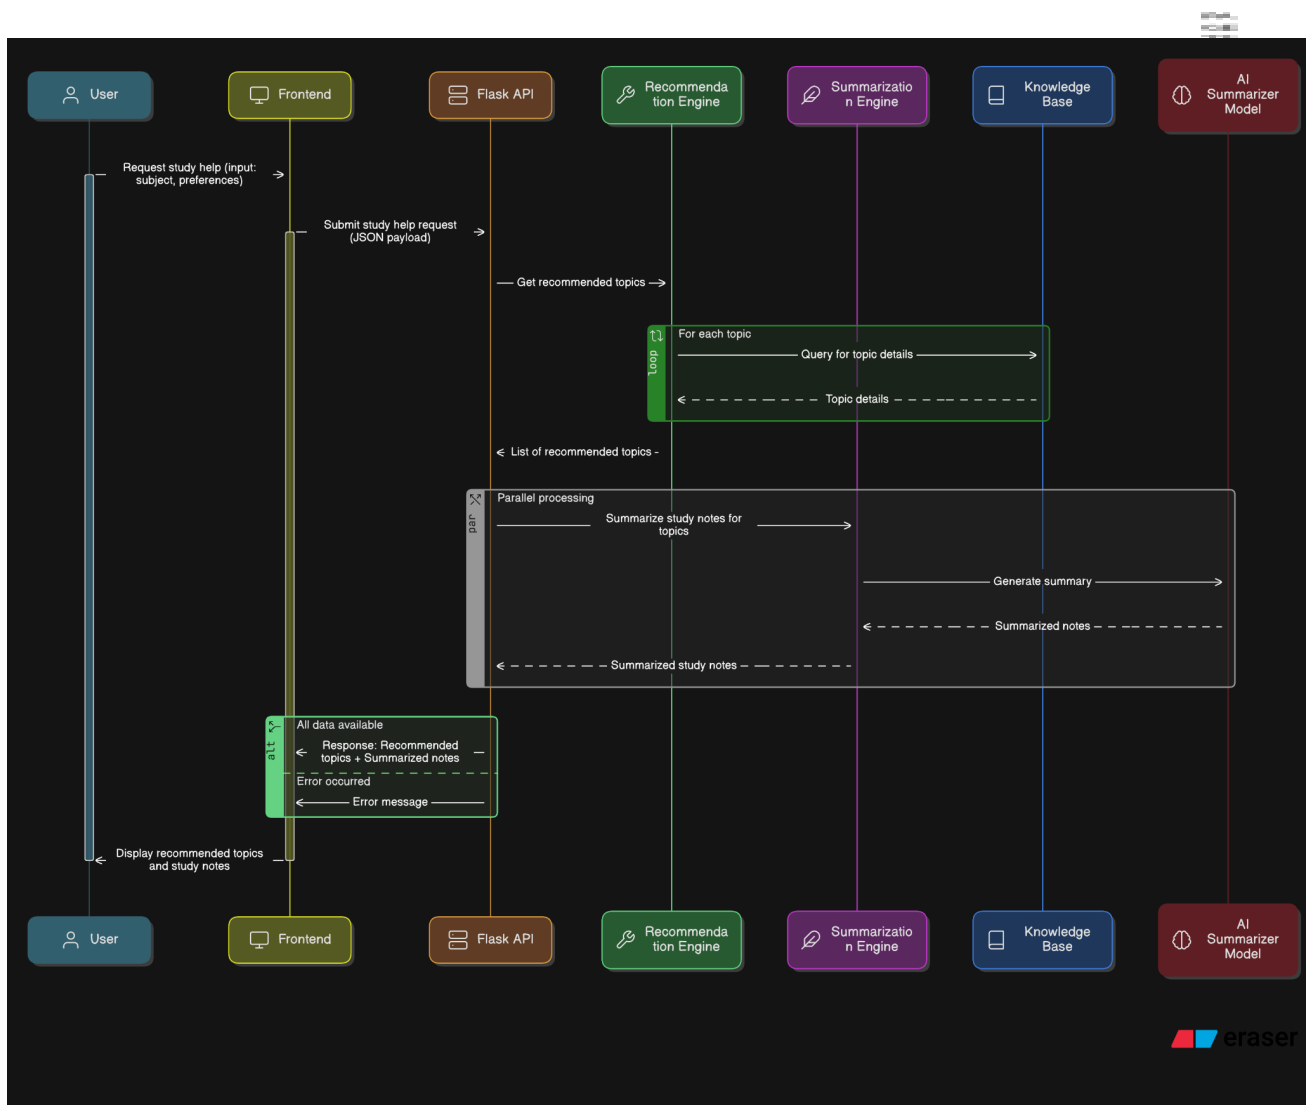 User
Frontend
Flask API
Recommenda
tion Engine
Summarizatio
n Engine
Knowledge
Base
AI
Summarizer
Model
Request study help (input:
subject, preferences)
Submit study help request
(JSON payload)
Get recommended topics
loop
For each topic
Query for topic details
Topic details
List of recommended topics
par
Parallel processing
Summarize study notes for
topics
Generate summary
Summarized notes
Summarized study notes
alt
All data available
Response: Recommended
topics + Summarized notes
Error occurred
Error message
Display recommended topics
and study notes
User
Frontend
Flask API
Recommenda
tion Engine
Summarizatio
n Engine
Knowledge
Base
AI
Summarizer
Model
eraser